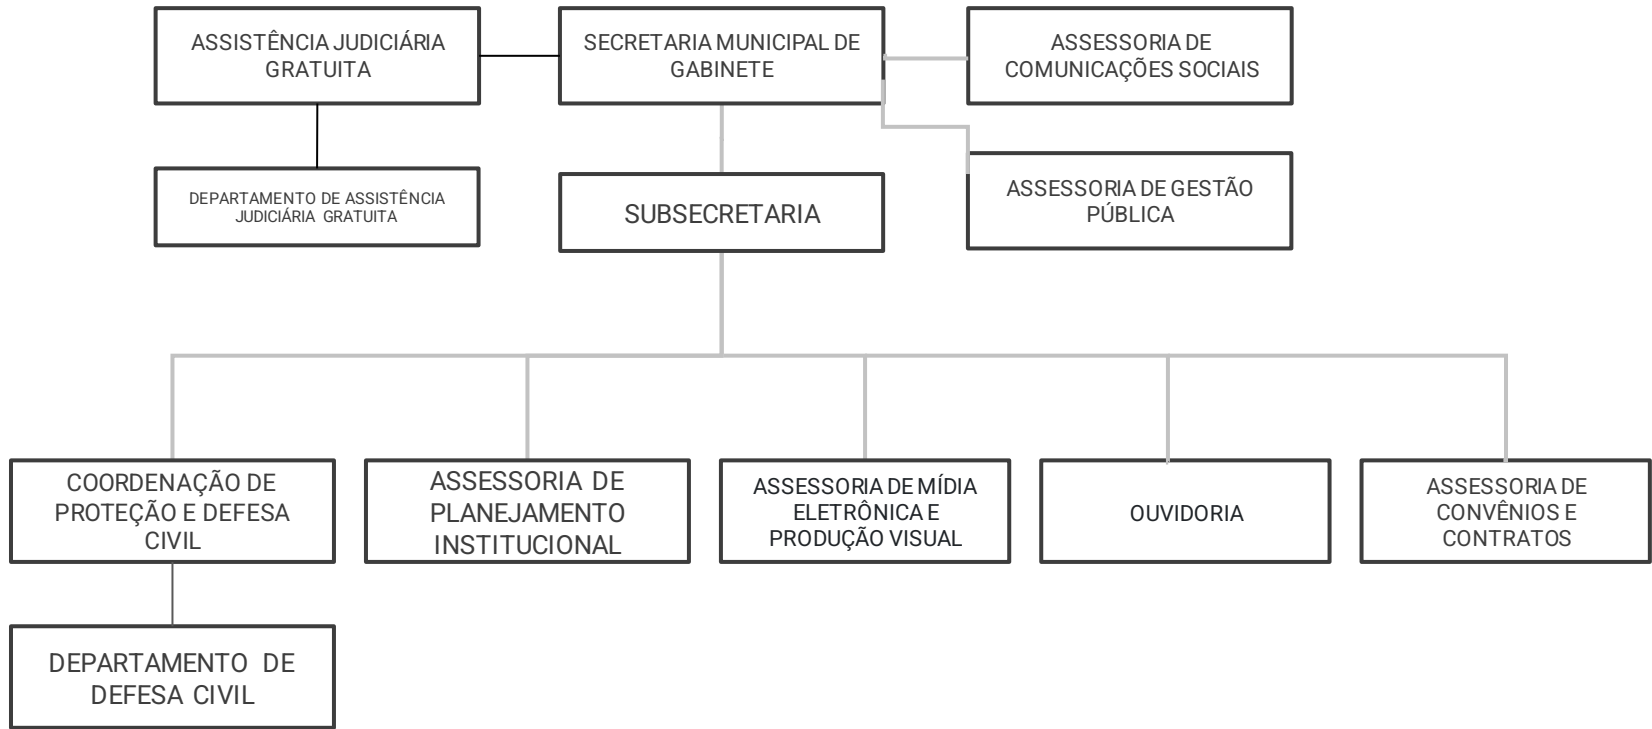 ASSISTÊNCIA JUDICIÁRIA
GRATUITA
SECRETARIA MUNICIPAL DE
GABINETE
ASSESSORIA DE
COMUNICAÇÕES SOCIAIS
DEPARTAMENTO DE ASSISTÊNCIA
JUDICIÁRIA GRATUITA
SUBSECRETARIA
ASSESSORIA DE GESTÃO
PÚBLICA
COORDENAÇÃO DE
PROTEÇÃO E DEFESA
CIVIL
ASSESSORIA DE
PLANEJAMENTO
INSTITUCIONAL
ASSESSORIA DE MÍDIA
ELETRÔNICA E
PRODUÇÃO VISUAL
OUVIDORIA
ASSESSORIA DE
CONVÊNIOS E
CONTRATOS
DEPARTAMENTO DE
DEFESA CIVIL